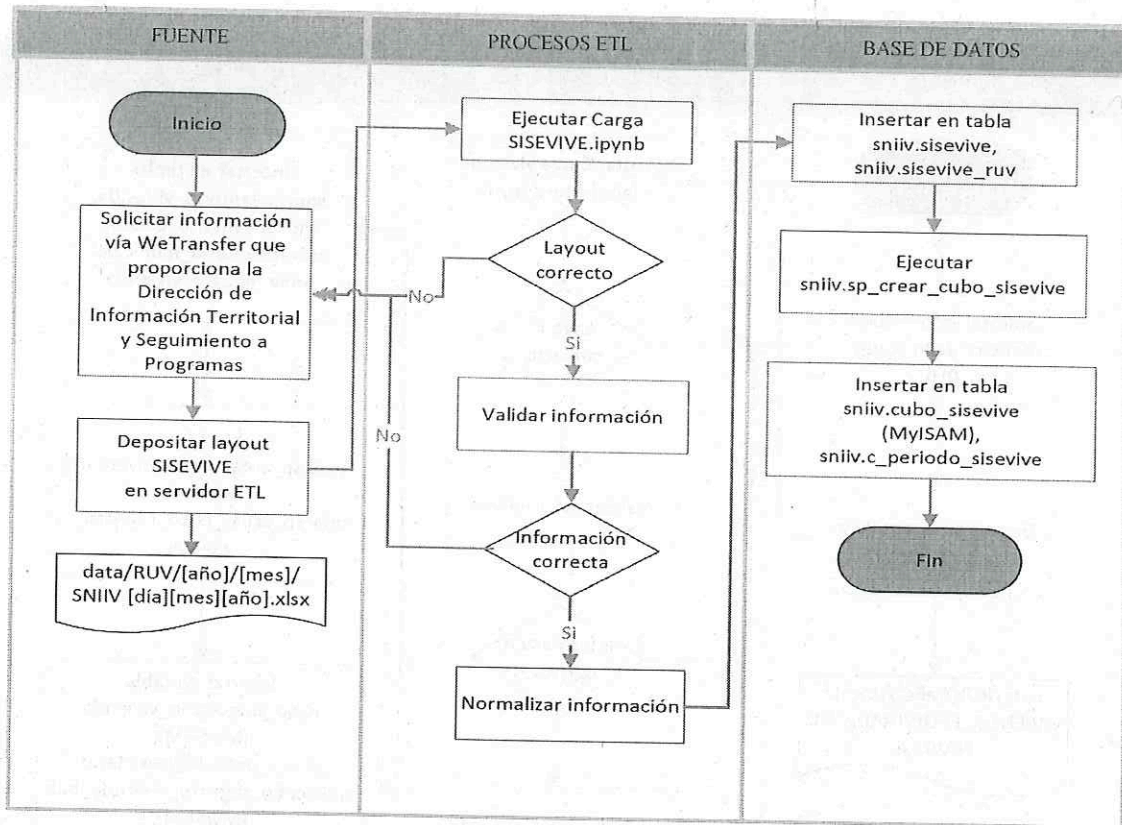 FUENTE
PROCESOS ETL
BASE DE DATOS
Inicio
Solicitar información
vía WeTransfer que
proporciona la
Dirección de
Información Territorial
y Seguimiento a
Programas
Depositar layout
SISEVIVE
en servidor ETL
data/RUV/[año]/[mes]/
SNIIV [día][mes][año].xlsx
Ejecutar Carga
SISEVIVE.ipynb
Layout
correcto
No
Si
Validar información
No
Información
correcta
Si
Normalizar información
Insertar en tabla
sniiv.sisevive,
sniiv.sisevive_ruv
Ejecutar
sniiv.sp_crear_cubo_sisevive
Insertar en tabla
sniiv.cubo_sisevive
(MyISAM),
sniiv.c_periodo_sisevive
Fin